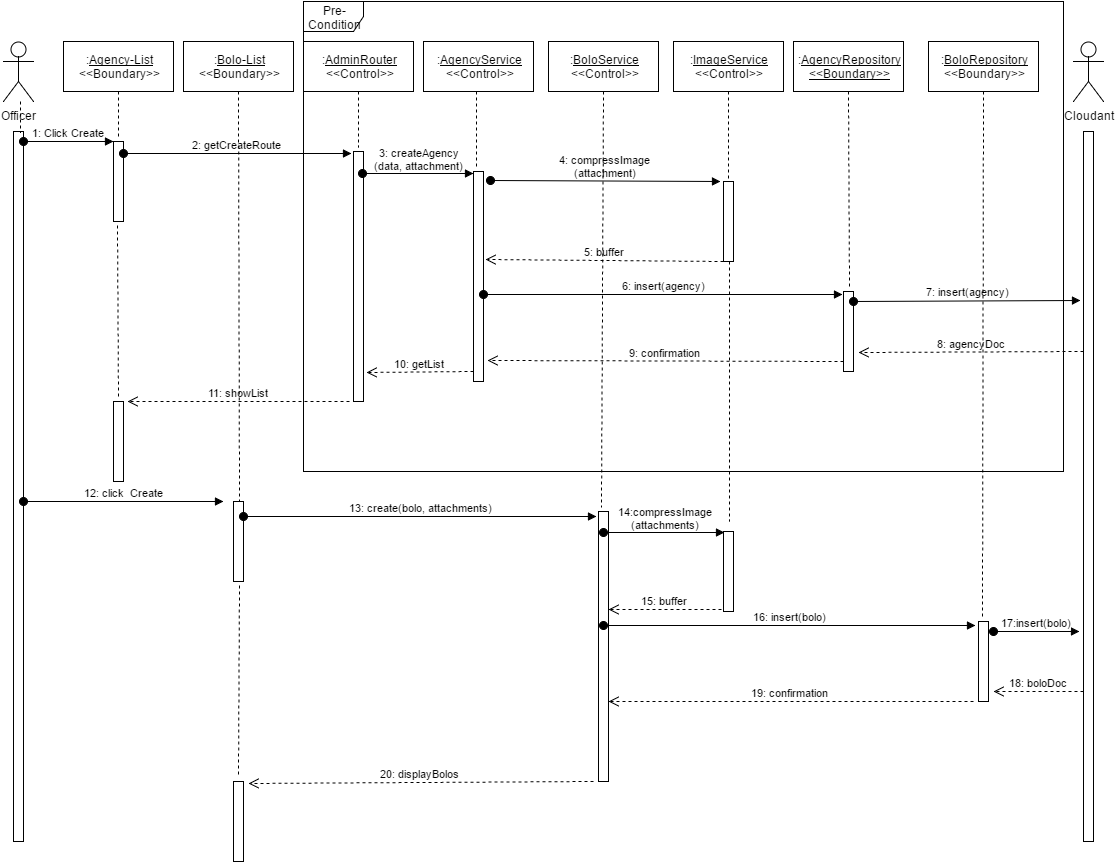 Pre-
Condition
:Agency-List
<<Boundary>>
:Bolo-List
<<Boundary>>
:AdminRouter
<<Control>>
:AgencyService
<<Control>>
:BoloService
<<Control>>
:ImageService
<<Control>>
:AgencyRepository
<<Boundary>>
:BoloRepository
<<Boundary>>
Officer
Cloudant
1: Click Create
2: getCreateRoute
3: createAgency
(data, attachment)
4: compressImage
(attachment)
5: buffer
6: insert(agency)
7: insert(agency)
8: agencyDoc
9: confirmation
10: getList
11: showList
12: click Create
13: create(bolo, attachments)
14:compressImage
(attachments)
15: buffer
16: insert(bolo)
17:insert(bolo)
18: boloDoc
19: confirmation
20: displayBolos